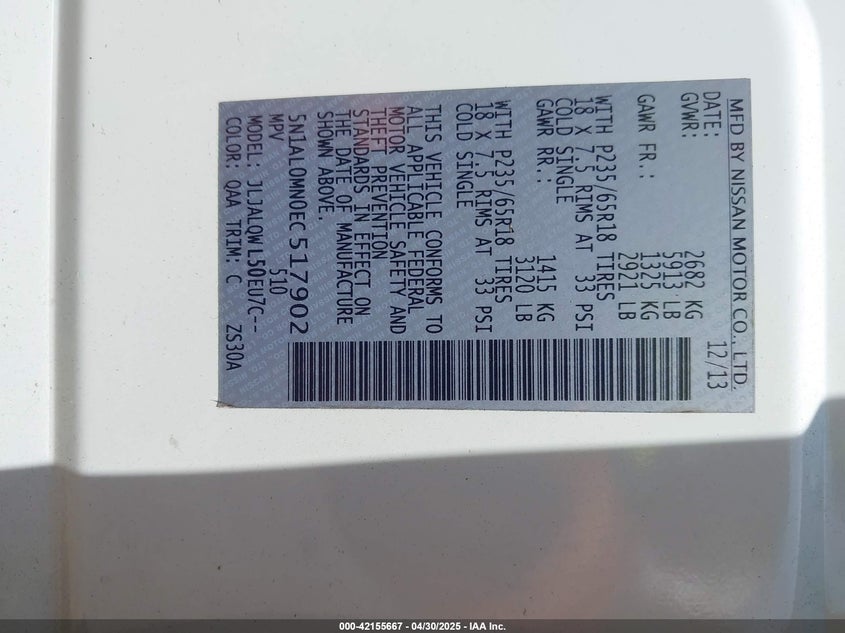 MFD BY NISSAN MOTOR CO., LTD.
DATE: 12/13
GVWR: 2682 KG
5913 LB
GAWR FR.: 1325 KG
2921 LB
WITH P235/65R18 TIRES
18 X 7.5 RIMS AT 33 PSI
COLD SINGLE
GAWR RR.: 1415 KG
3120 LB
WITH P235/65R18 TIRES
18 X 7.5 RIMS AT 33 PSI
COLD SINGLE
THIS VEHICLE CONFORMS TO
ALL APPLICABLE FEDERAL
MOTOR VEHICLE SAFETY AND
THEFT PREVENTION
STANDARDS IN EFFECT ON
THE DATE OF MANUFACTURE
SHOWN ABOVE.
5N1AL0MN0EC517902
MPV 510
MODEL: JLJALQWL50EU7C--
COLOR: QAA TRIM: C ZS30A
000-42155667 - 04/30/2025 - IAA Inc.